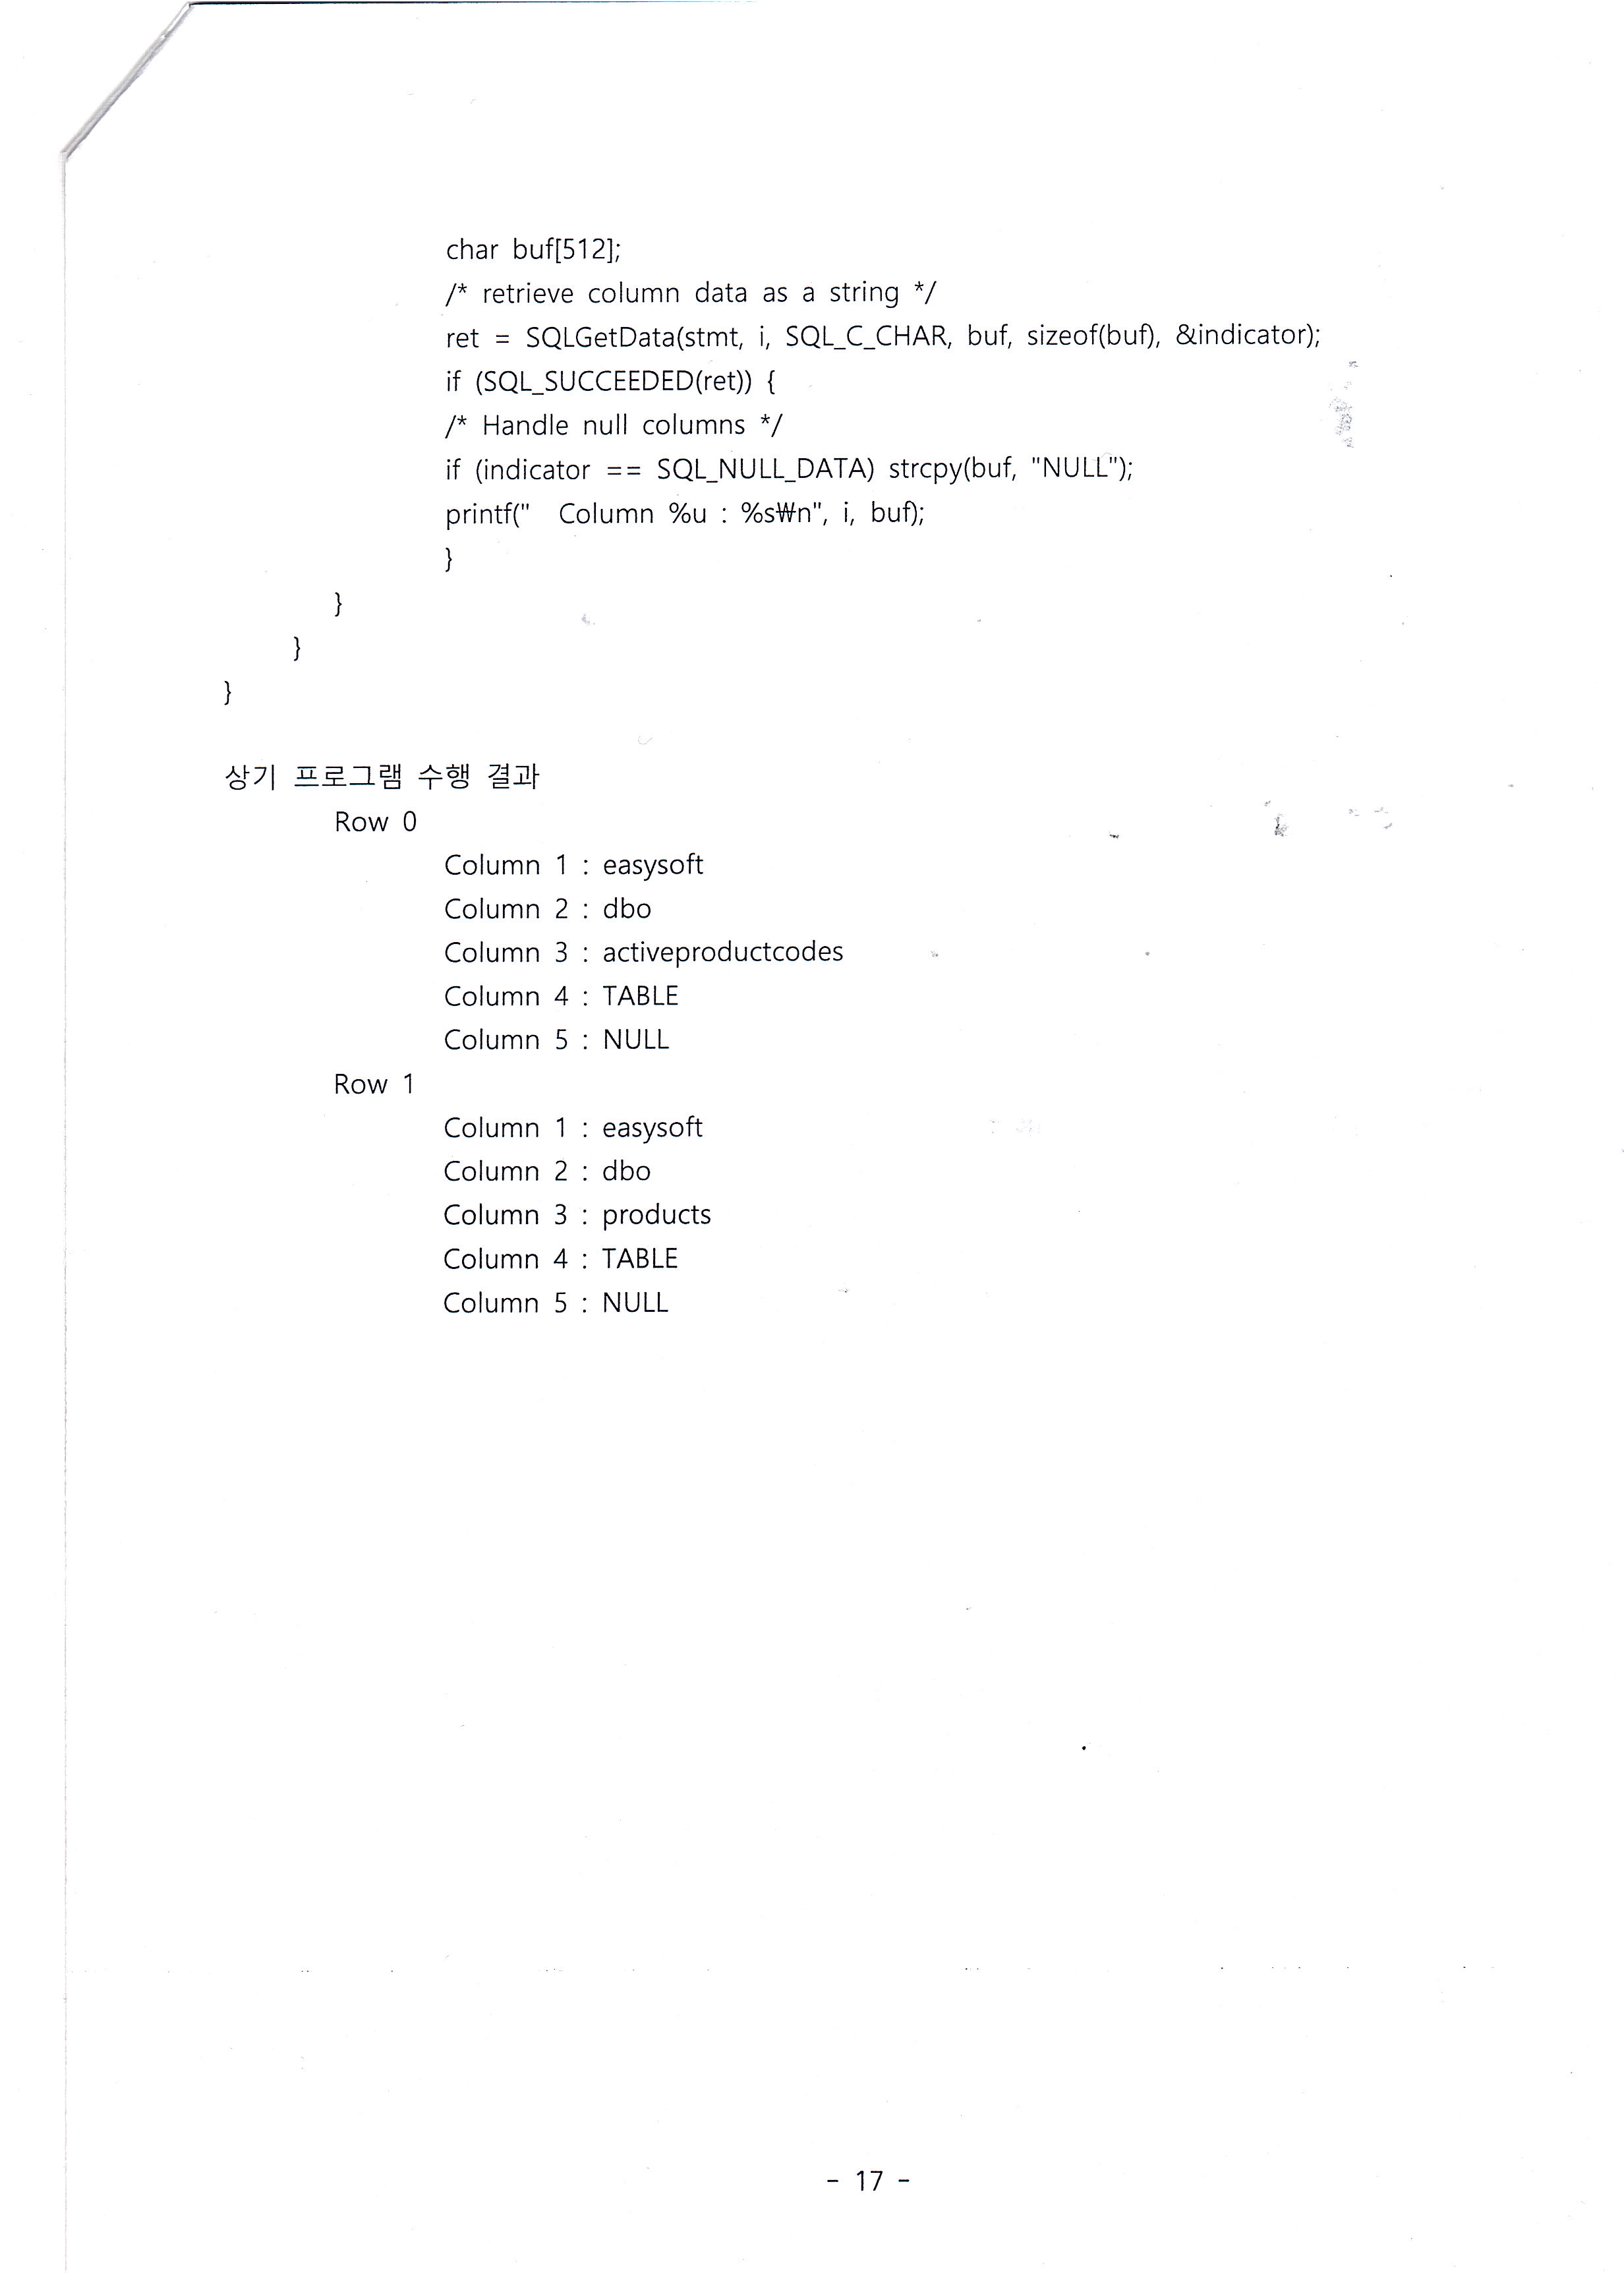 char buf[512];
/* retrieve column data as a string */
ret = SQLGetData(stmt, i, SQL_C_CHAR, buf, sizeof(buf), &indicator);
if (SQL_SUCCEEDED(ret)) {
/* Handle null columns */
if (indicator == SQL_NULL_DATA) strcpy(buf, "NULL");
printf("  Column %u : %s₩n", i, buf);
}
}
}
}
상기 프로그램 수행 결과
Row 0
Column 1 : easysoft
Column 2 : dbo
Column 3 : activeproductcodes
Column 4 : TABLE
Column 5 : NULL
Row 1
Column 1 : easysoft
Column 2 : dbo
Column 3 : products
Column 4 : TABLE
Column 5 : NULL
- 17 -